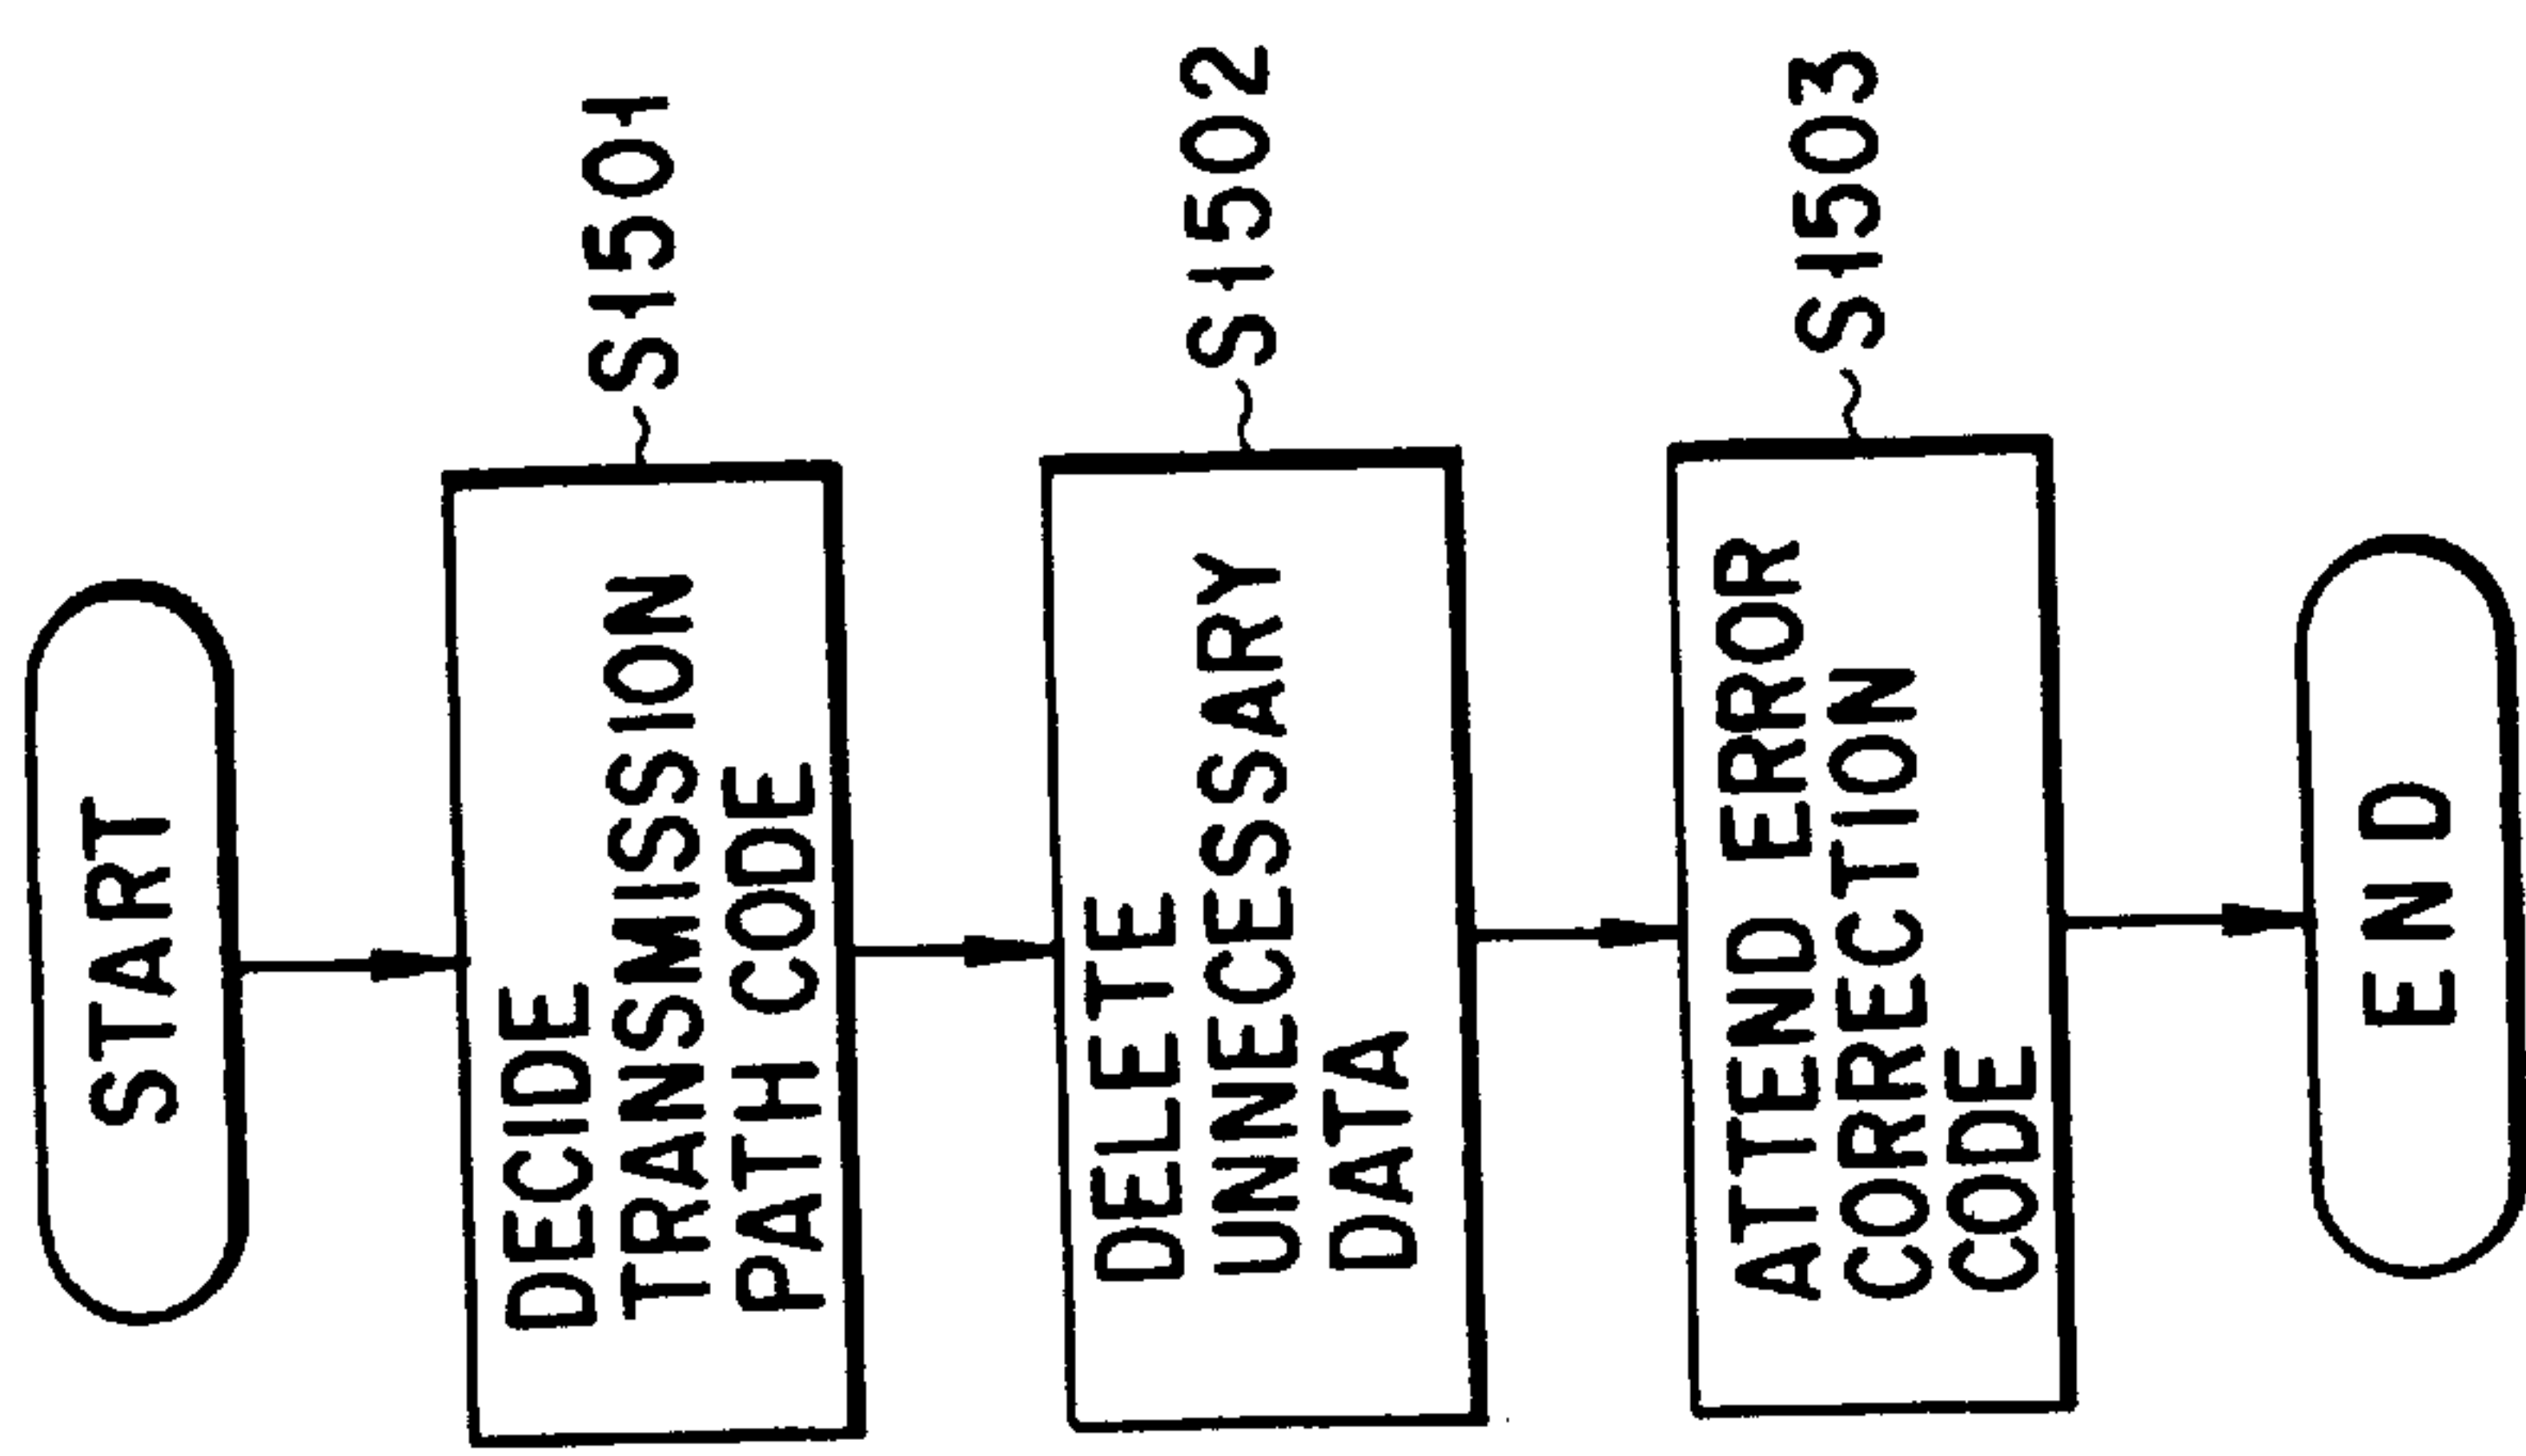 START
DECIDE
TRANSMISSION
PATH CODE
S1501
DELETE
UNNECESSARY
DATA
S1502
ATTEND ERROR
CORRECTION
CODE
S1503
END